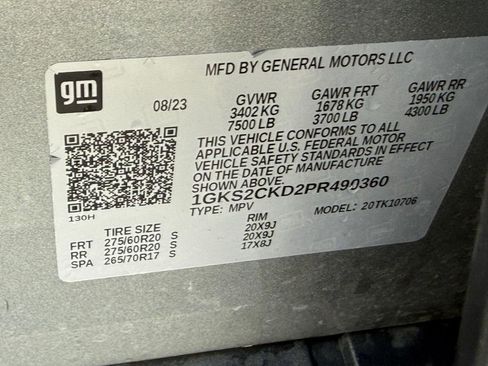 gm
MFD BY GENERAL MOTORS LLC
08/23 GVWR GAWR FRT GAWR RR
3402 KG 1678 KG 1950 KG
7500 LB 3700 LB 4300 LB
THIS VEHICLE CONFORMS TO ALL
APPLICABLE U.S. FEDERAL MOTOR
VEHICLE SAFETY STANDARDS IN EFFECT
ON THE DATE OF MANUFACTURE
SHOWN ABOVE.
1GKS2CKD2PR490360
130H TYPE: MPV MODEL: 20TK10706
TIRE SIZE RIM
FRT 275/60R20 S 20X9J
RR 275/60R20 S 20X9J
SPA 265/70R17 S 17X8J